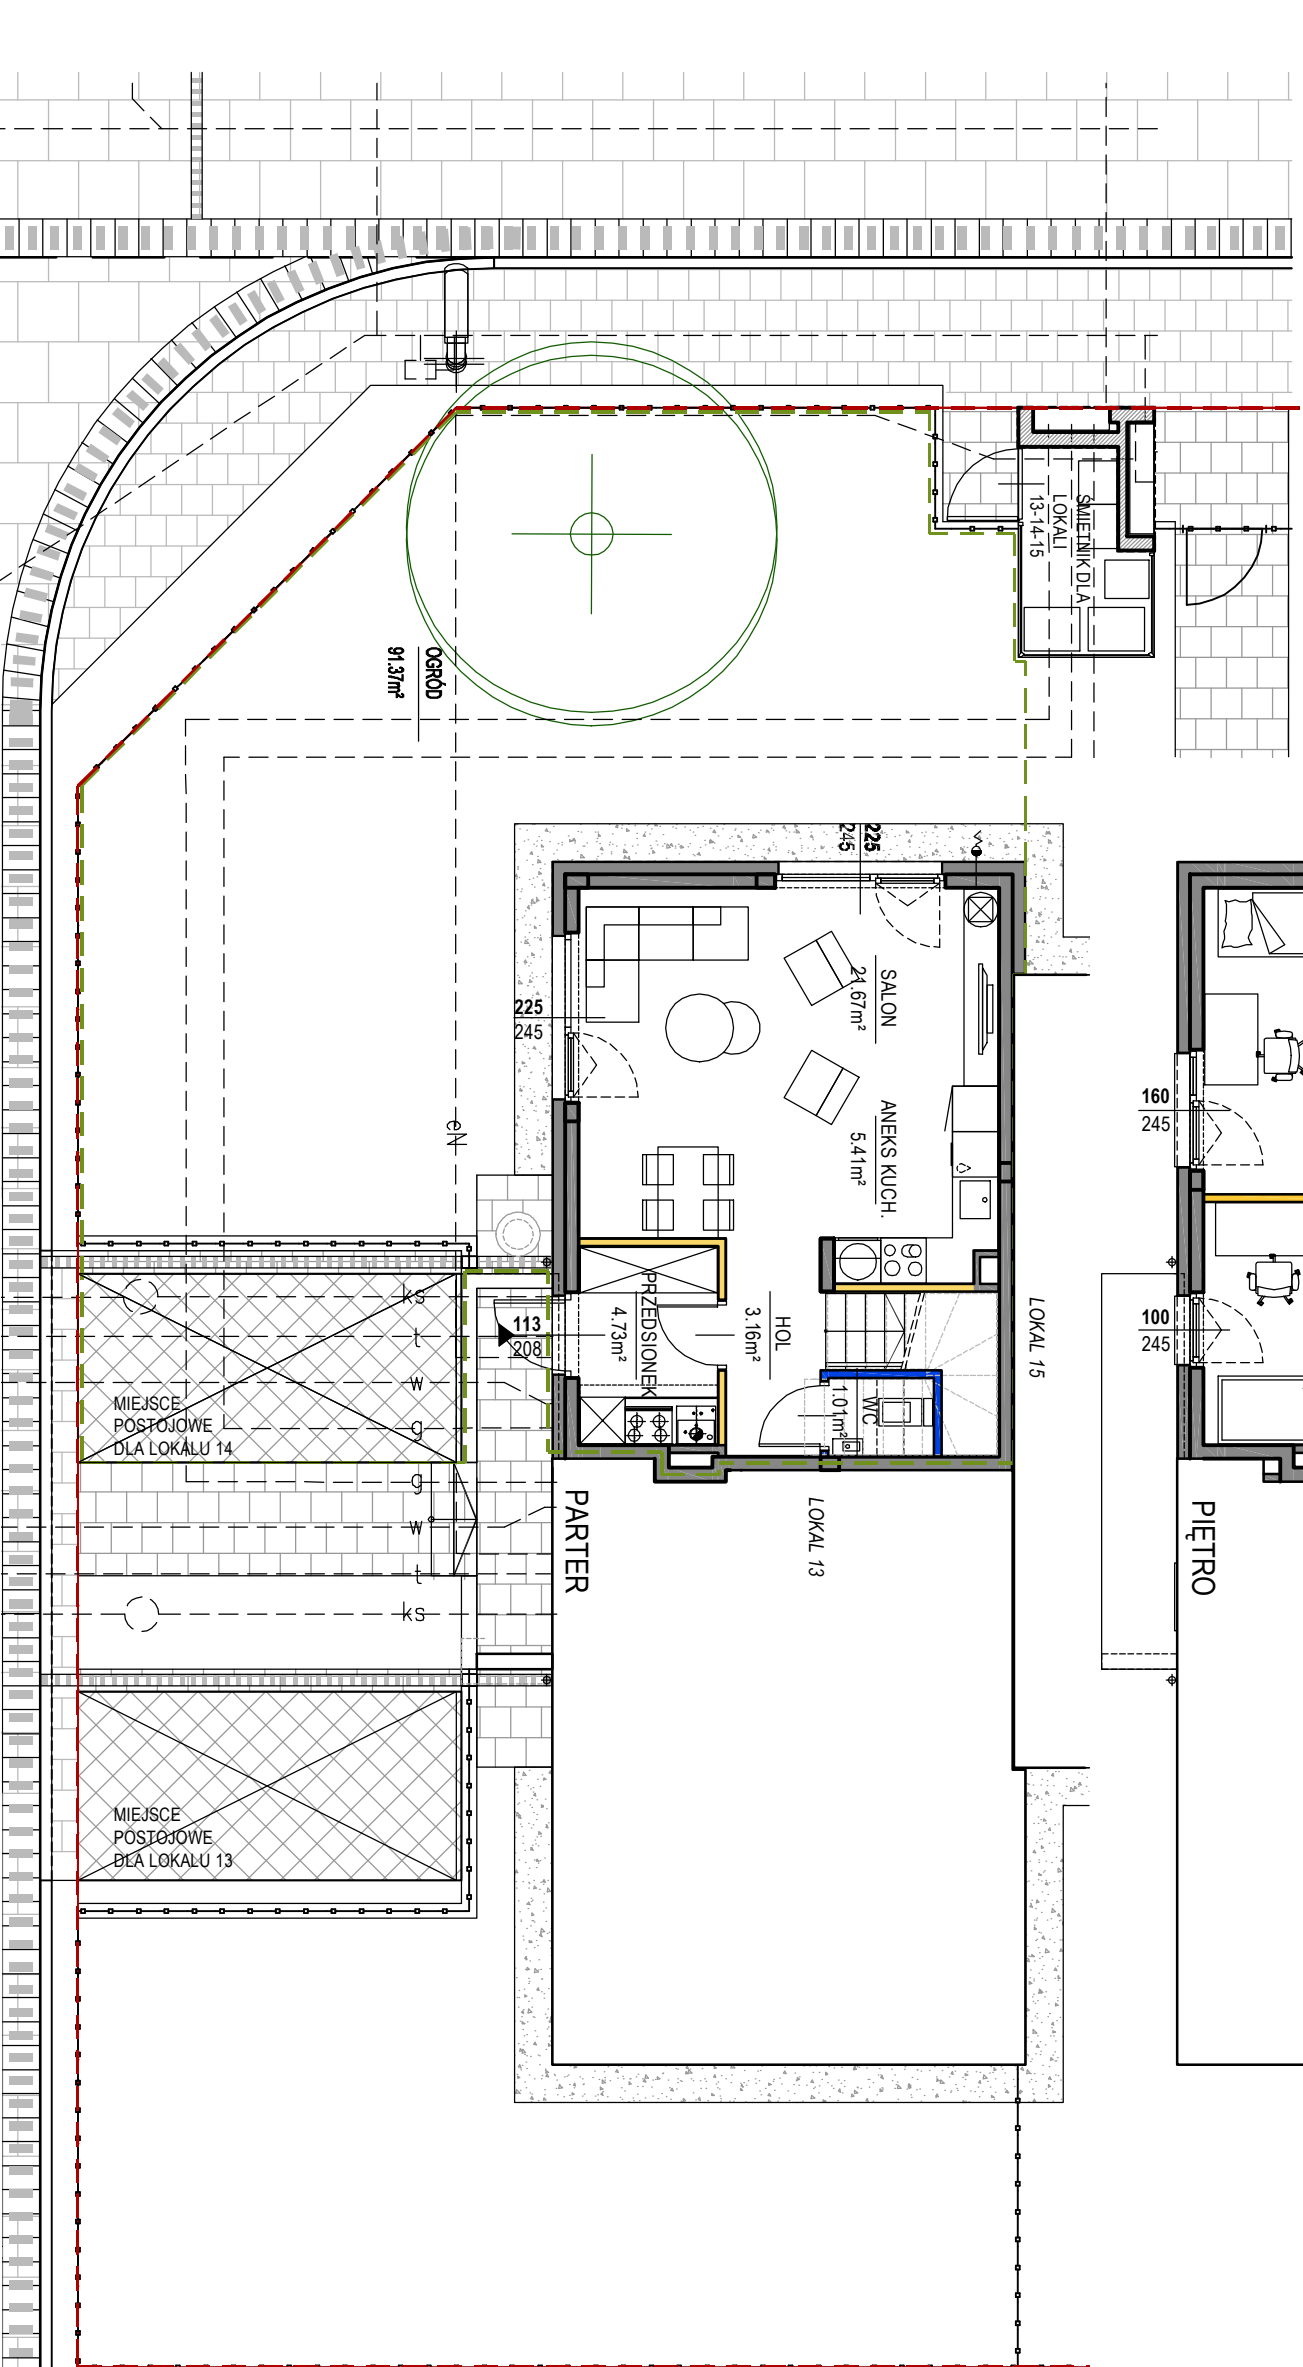 ŚMIETNIK DLA
LOKALI
13-14-15
OGRÓD
91.37m²
225
245
SALON
21.67m²
225
245
ANEKS KUCH.
5.41m²
eN
160
245
PRZEDSIONEK
4.73m²
HOL
3.16m²
WC
1.01m²
113
208
100
245
LOKAL 15
ks
t
w
g
MIEJSCE
POSTOJOWE
DLA LOKALU 14
g
w
t
ks
PARTER
LOKAL 13
PIĘTRO
MIEJSCE
POSTOJOWE
DLA LOKALU 13